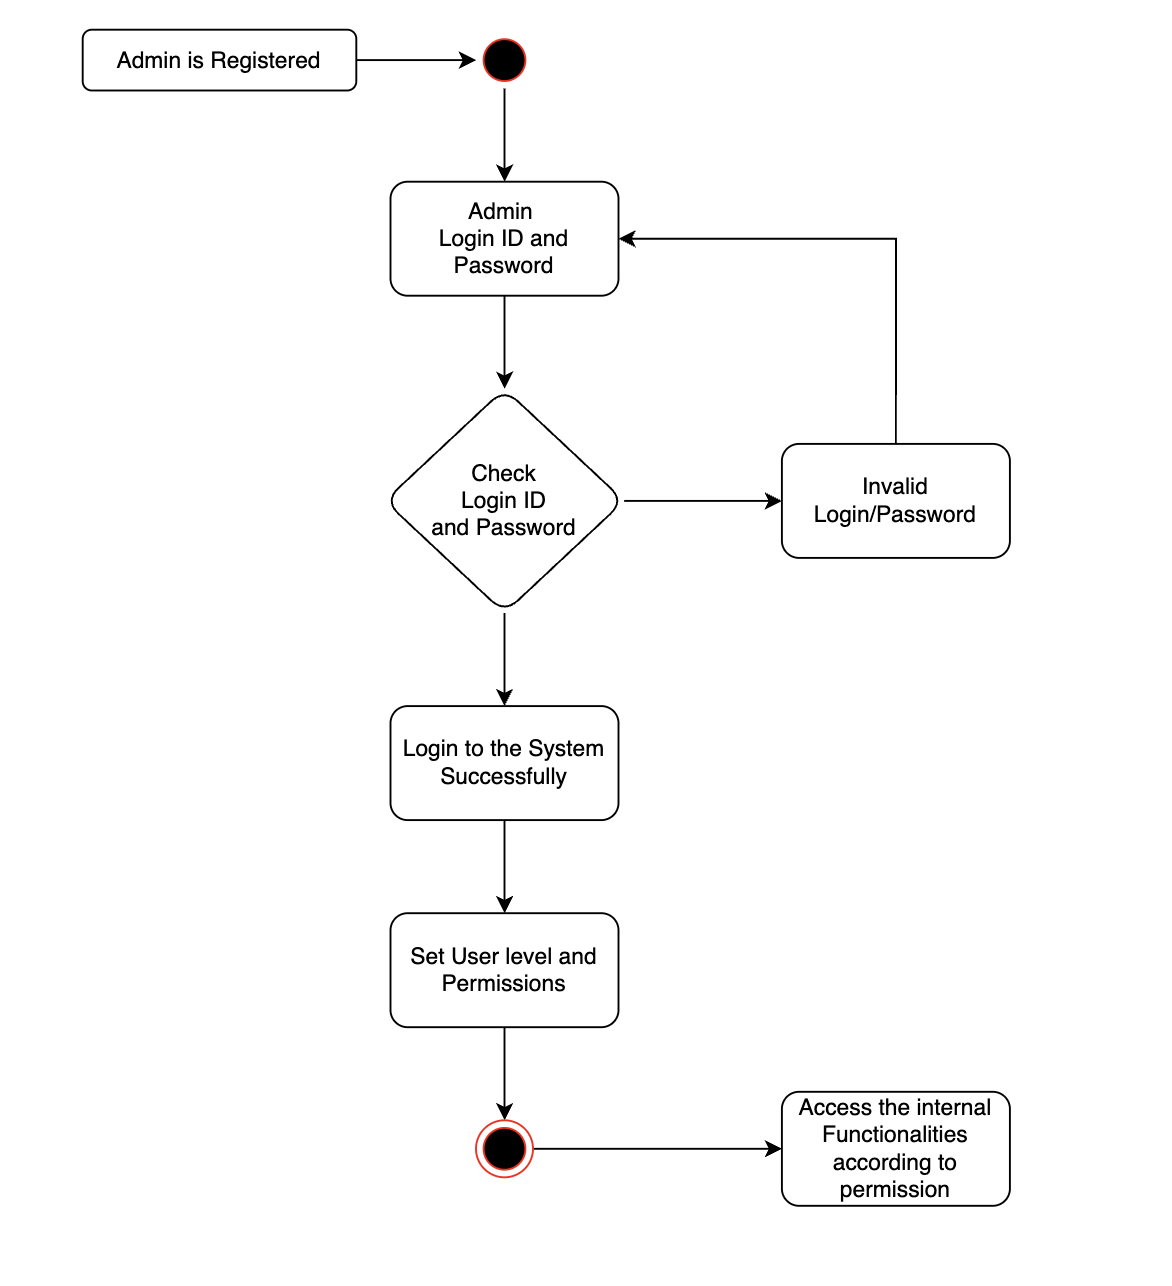 Admin is Registered
Admin
Login ID and
Password
Check
Login ID
and Password
Invalid
Login/Password
Login to the System
Successfully
Set User level and
Permissions
Access the internal
Functionalities
according to
permission